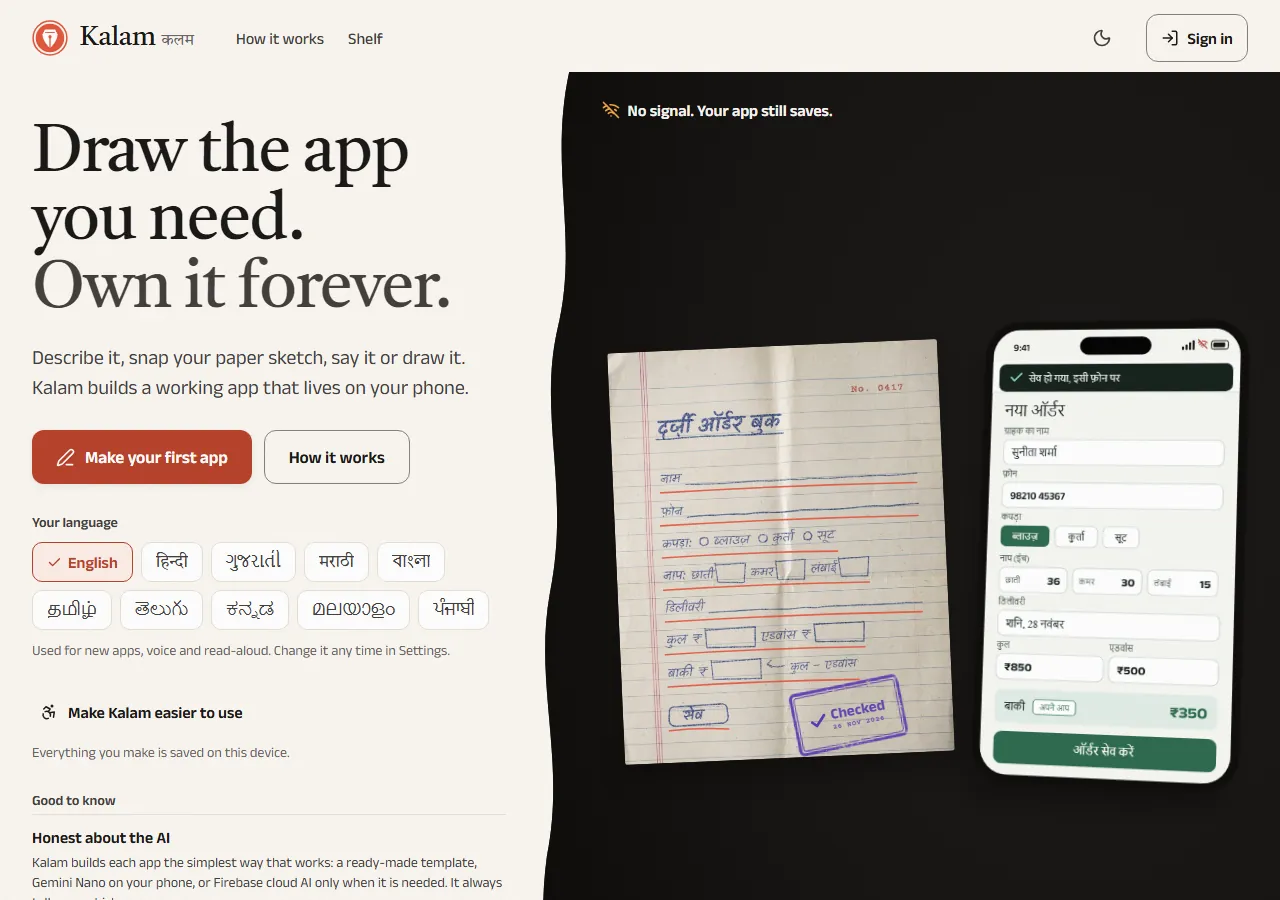 Kalam कलम
How it works
Shelf
Sign in
Draw the app
you need.
Own it forever.
Describe it, snap your paper sketch, say it or draw it.
Kalam builds a working app that lives on your phone.
Make your first app
How it works
Your language
English
हिन्दी
ગુજરાતી
मराठी
বাংলা
தமிழ்
తెలుగు
ಕನ್ನಡ
മലയാളം
ਪੰਜਾਬੀ
Used for new apps, voice and read-aloud. Change it any time in Settings.
Make Kalam easier to use
Everything you make is saved on this device.
Good to know
Honest about the AI
Kalam builds each app the simplest way that works: a ready-made template,
Gemini Nano on your phone, or Firebase cloud AI only when it is needed. It always
No signal. Your app still saves.
No. 0417
दर्ज़ी ऑर्डर बुक
नाम
फ़ोन
कपड़ा: ब्लाउज़ कुर्ता सूट
नाप: छाती कमर लंबाई
डिलीवरी
कुल ₹ एडवांस ₹
बाकी ₹ कुल – एडवांस
सेव
Checked
26 NOV 2026
9:41
सेव हो गया, इसी फ़ोन पर
नया ऑर्डर
ग्राहक का नाम
सुनीता शर्मा
फ़ोन
98210 45367
कपड़ा
ब्लाउज़
कुर्ता
सूट
नाप (इंच)
छाती 36
कमर 30
लंबाई 15
डिलीवरी
शनि, 28 नवंबर
कुल
एडवांस
₹850
₹500
बाकी
अपने आप
₹350
ऑर्डर सेव करें